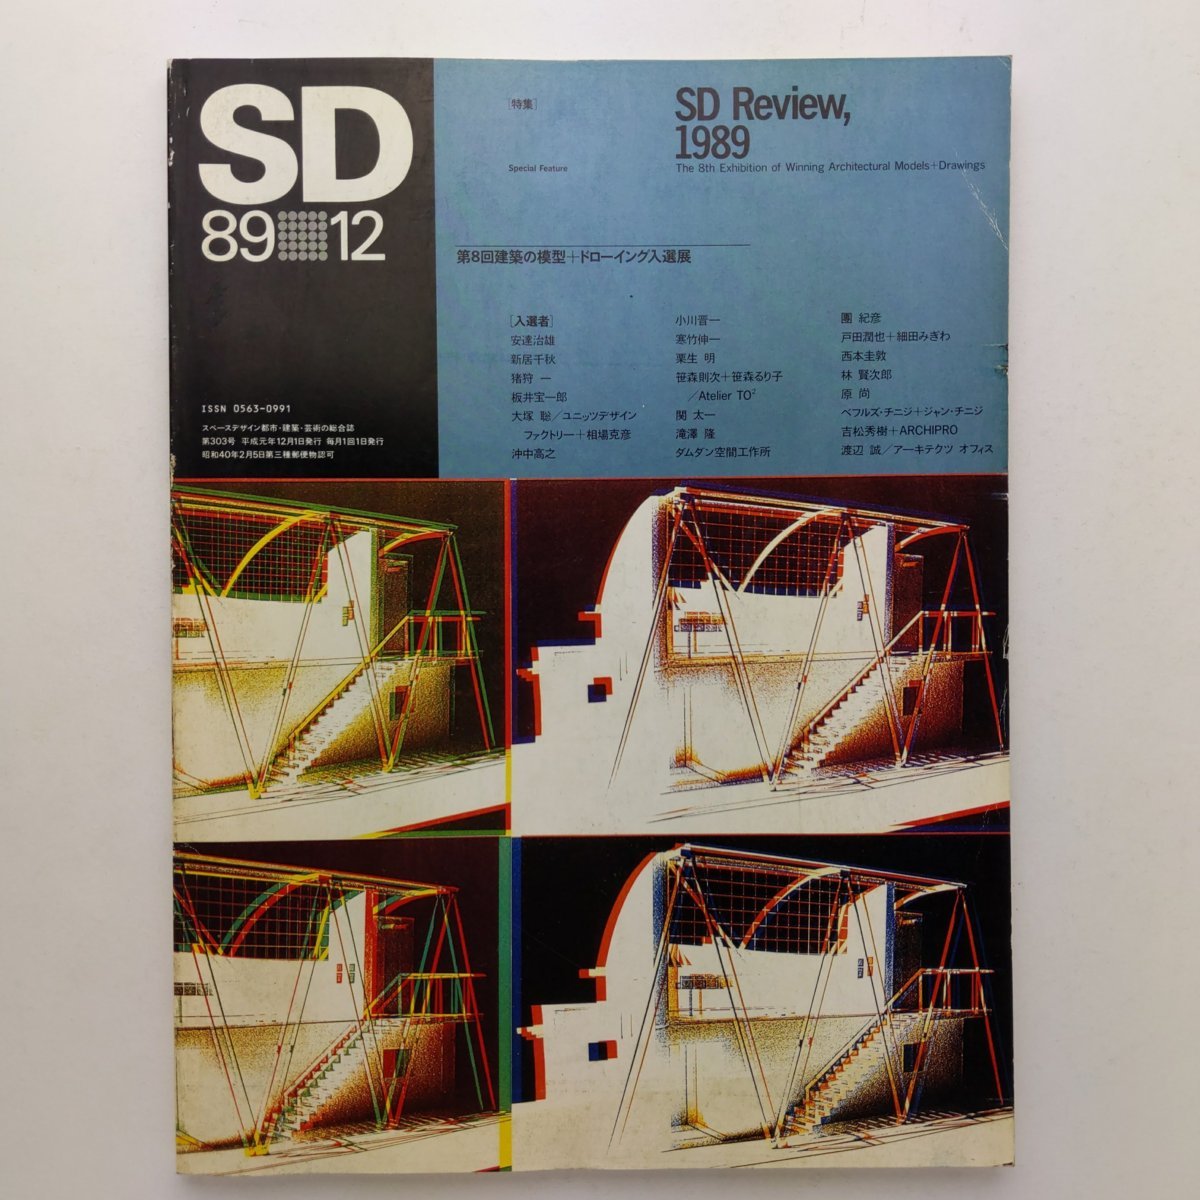 SD
89 12
ISSN 0563-0991
スペースデザイン都市・建築・芸術の総合誌
第303号 平成元年12月1日発行 毎月1回1日発行
昭和40年2月5日第三種郵便物認可
[特集]
Special Feature
SD Review,
1989
The 8th Exhibition of Winning Architectural Models+Drawings
第8回建築の模型+ドローイング入選展
[入選者]
安達治雄
新居千秋
猪狩 一
板井宝一郎
大塚 聡／ユニッツデザイン
ファクトリー＋相場克彦
沖中高之
小川晋一
寒竹伸一
栗生 明
笹森則次＋笹森るり子
／Atelier TO²
関 太一
滝澤 隆
ダムダン空間工作所
團 紀彦
戸田潤也＋細田みぎわ
西本圭敦
林 賢次郎
原 尚
ベフルズ・チニジ＋ジャン・チニジ
吉松秀樹＋ARCHIPRO
渡辺 誠／アーキテクツ オフィス